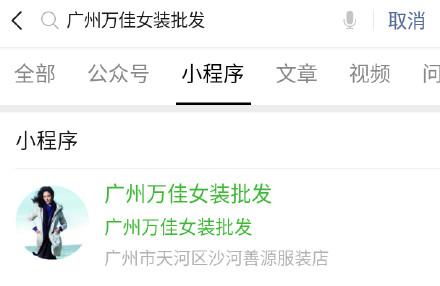 广州万佳女装批发 取消
全部 公众号 小程序 文章 视频 问
小程序
广州万佳女装批发
广州万佳女装批发
广州市天河区沙河善源服装店